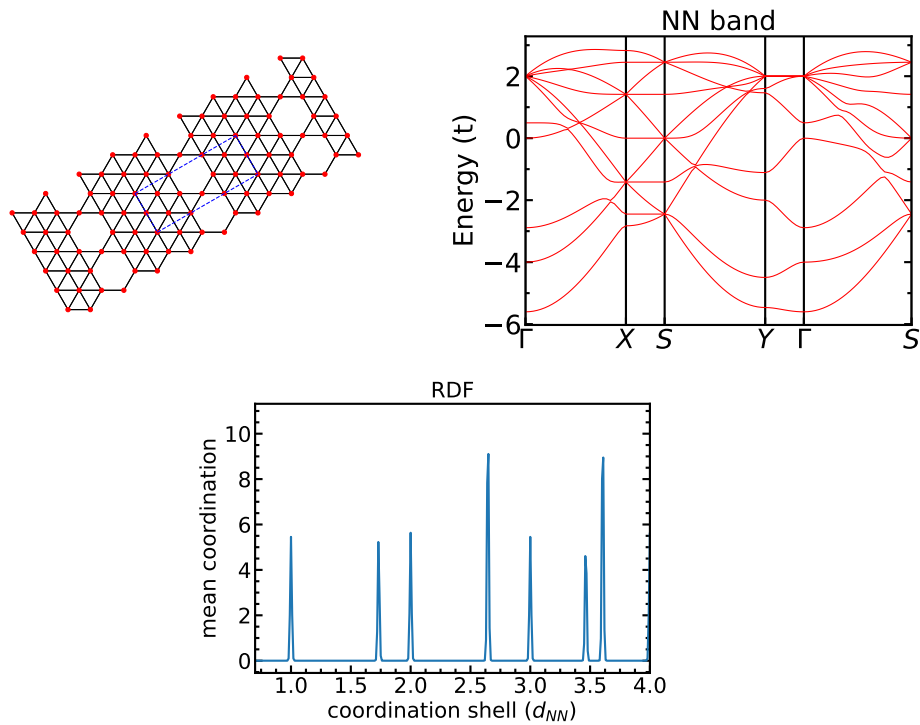 NN band
Energy (t)
2
0
−2
−4
−6
Γ X S Y Γ S
RDF
mean coordination
10
8
6
4
2
0
1.0 1.5 2.0 2.5 3.0 3.5 4.0
coordination shell (d_NN)